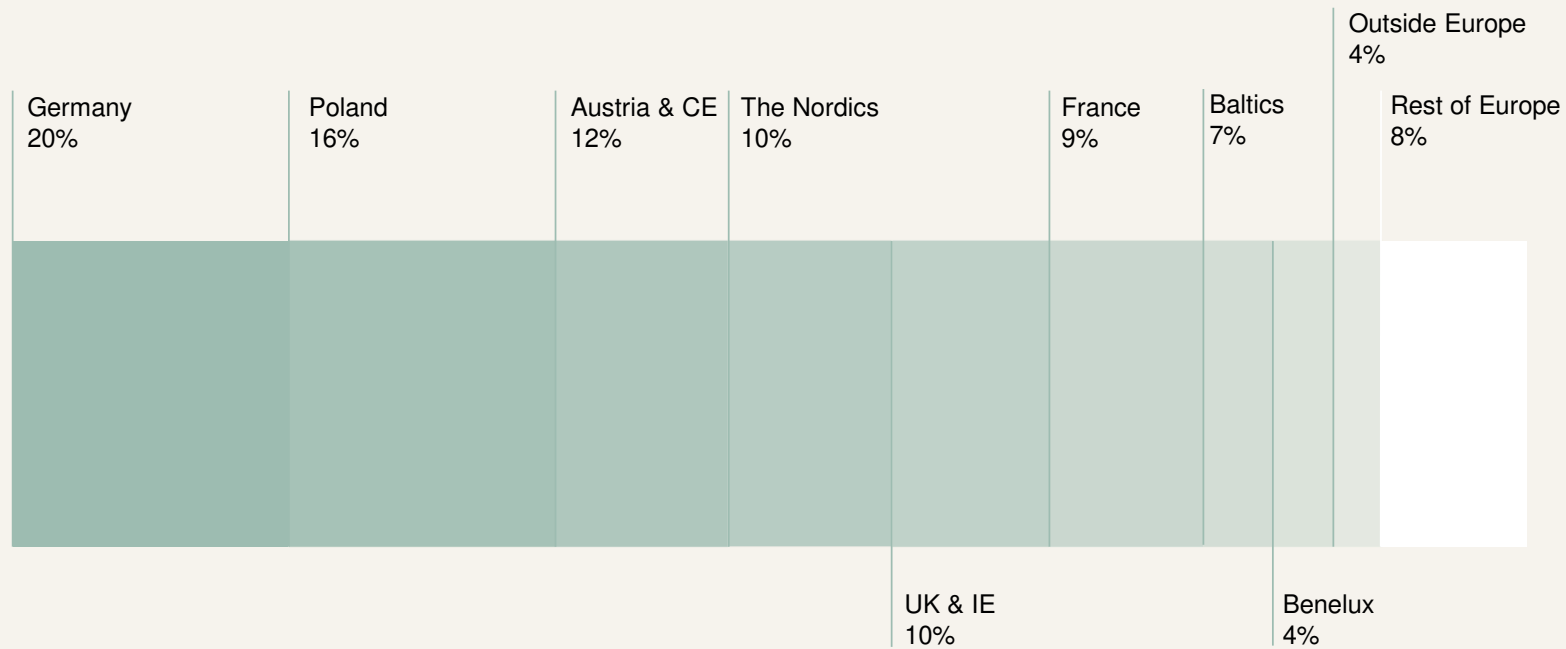 Germany
20%
Poland
16%
Austria & CE
12%
The Nordics
10%
UK & IE
10%
France
9%
Baltics
7%
Benelux
4%
Outside Europe
4%
Rest of Europe
8%